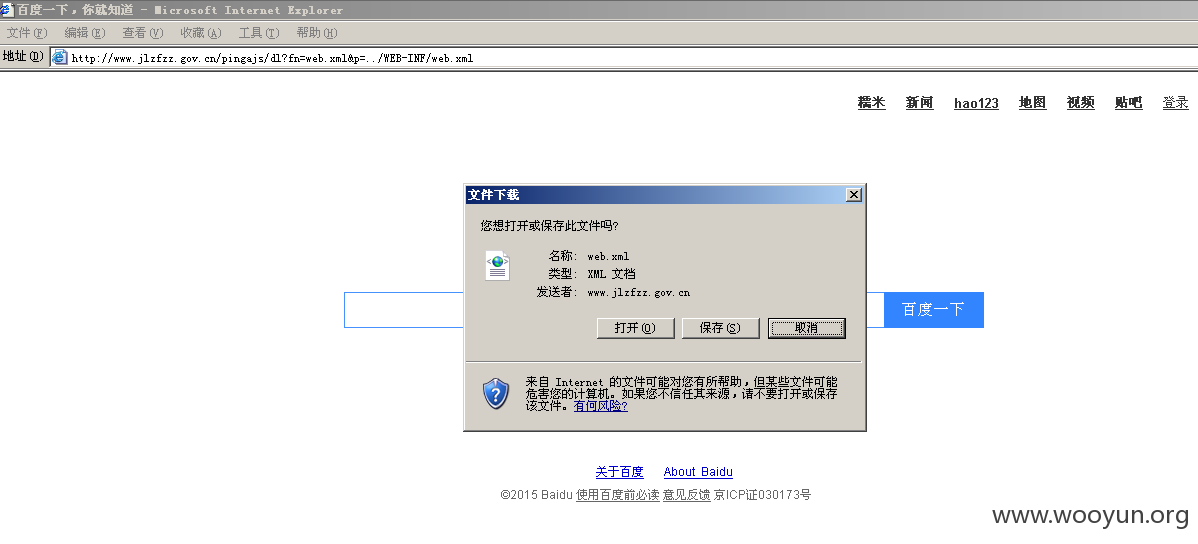 百度一下，你就知道 - Microsoft Internet Explorer
文件(F) 编辑(E) 查看(V) 收藏(A) 工具(T) 帮助(H)
地址(D) http://www.jlzfzz.gov.cn/pingajs/dl?fn=web.xml&p=../WEB-INF/web.xml
糯米 新闻 hao123 地图 视频 贴吧 登录
文件下载
您想打开或保存此文件吗?
名称: web.xml
类型: XML 文档
发送者: www.jlzfzz.gov.cn
百度一下
打开(O) 保存(S) 取消
来自 Internet 的文件可能对您有所帮助，但某些文件可能
危害您的计算机。如果您不信任其来源，请不要打开或保存
该文件。有何风险?
关于百度 About Baidu
©2015 Baidu 使用百度前必读 意见反馈 京ICP证030173号
www.wooyun.org